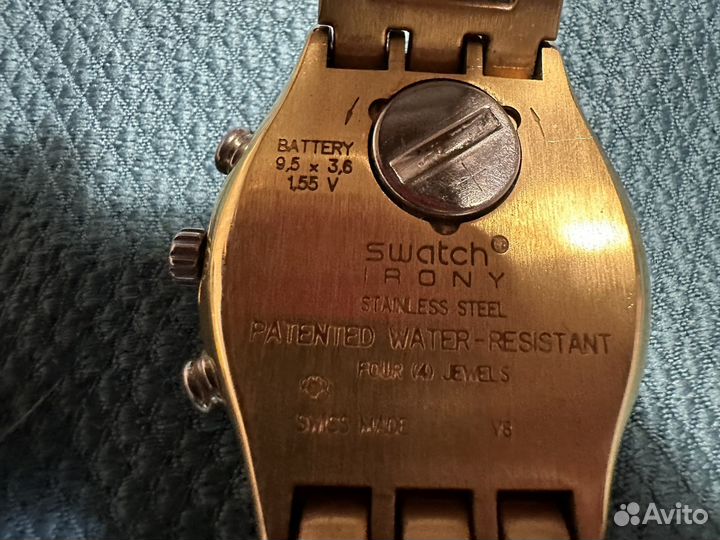 BATTERY
9,5 x 3,6
1,55 V
swatch
IRONY
STAINLESS STEEL
PATENTED WATER-RESISTANT
FOUR (4) JEWELS
SWISS MADE
Avito